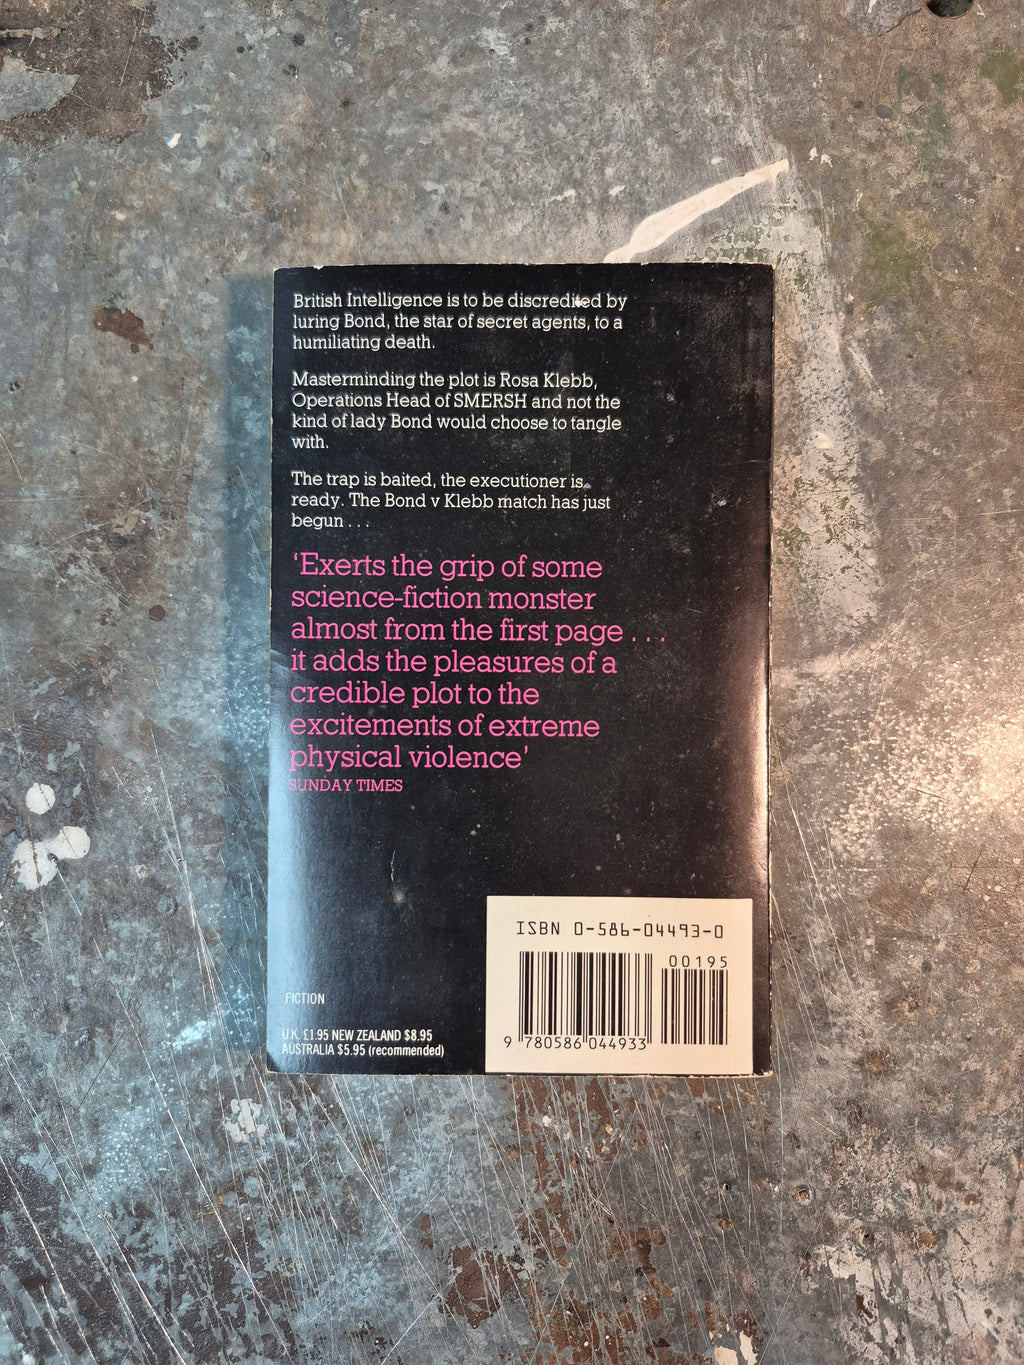 British Intelligence is to be discredited by
luring Bond, the star of secret agents, to a
humiliating death.
Masterminding the plot is Rosa Klebb,
Operations Head of SMERSH and not the
kind of lady Bond would choose to tangle
with.
The trap is baited, the executioner is
ready. The Bond v Klebb match has just
begun . . .
‘Exerts the grip of some
science-fiction monster
almost from the first page . . .
it adds the pleasures of a
credible plot to the
excitements of extreme
physical violence’
SUNDAY TIMES
FICTION
U.K. £1.95 NEW ZEALAND $8.95
AUSTRALIA $5.95 (recommended)
ISBN 0-586-04493-0
00195
9 780586 044933